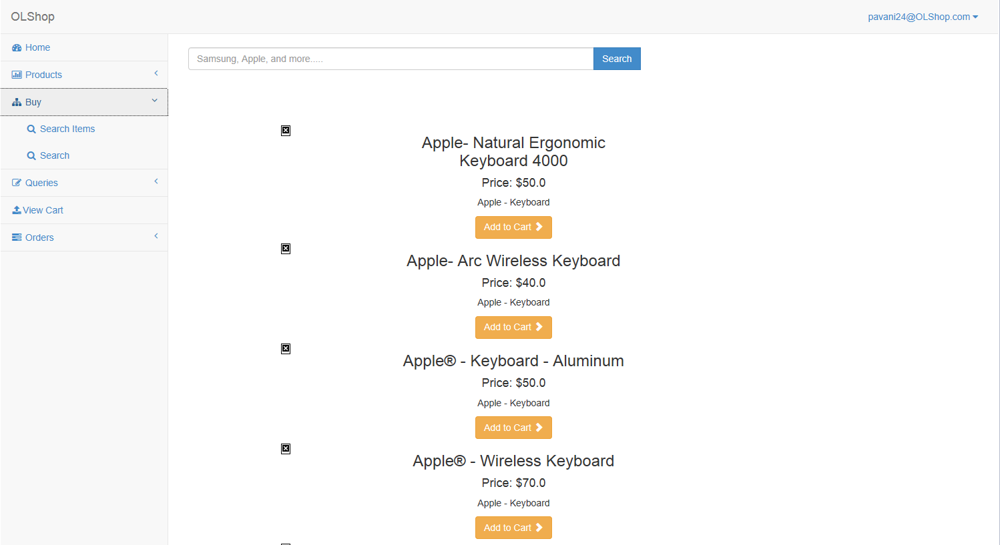 OLShop
pavani24@OLShop.com
Home
Products
Buy
Search Items
Search
Queries
View Cart
Orders
Samsung, Apple, and more.....
Search
Apple- Natural Ergonomic
Keyboard 4000
Price: $50.0
Apple - Keyboard
Add to Cart
Apple- Arc Wireless Keyboard
Price: $40.0
Apple - Keyboard
Add to Cart
Apple® - Keyboard - Aluminum
Price: $50.0
Apple - Keyboard
Add to Cart
Apple® - Wireless Keyboard
Price: $70.0
Apple - Keyboard
Add to Cart